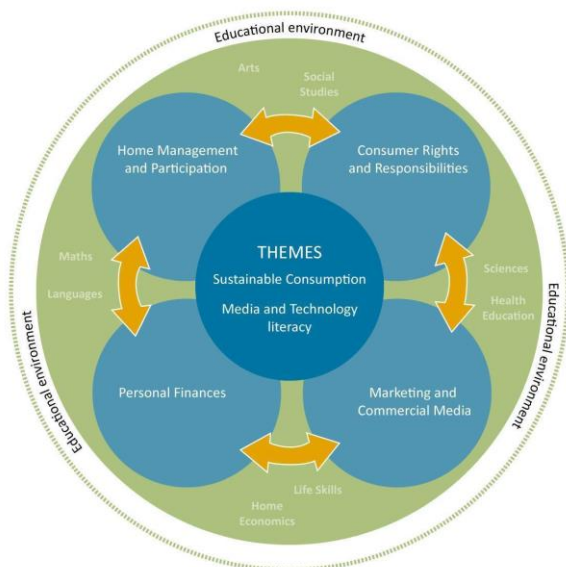 Educational environment
Arts
Social
Studies
Home Management
and Participation
Consumer Rights
and Responsibilities
THEMES
Sustainable Consumption
Media and Technology
literacy
Maths
Languages
Sciences
Health
Education
Educational environment
Educational environment
Personal Finances
Marketing and
Commercial Media
Life Skills
Home
Economics